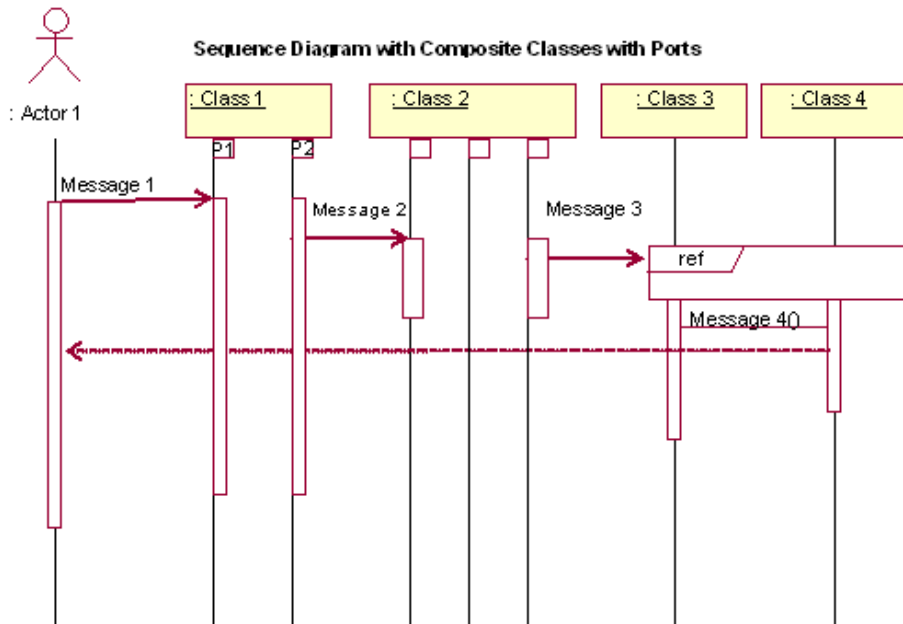 Sequence Diagram with Composite Classes with Ports
: Actor 1
: Class 1
: Class 2
: Class 3
: Class 4
P1
P2
Message 1
Message 2
Message 3
ref
Message 4()